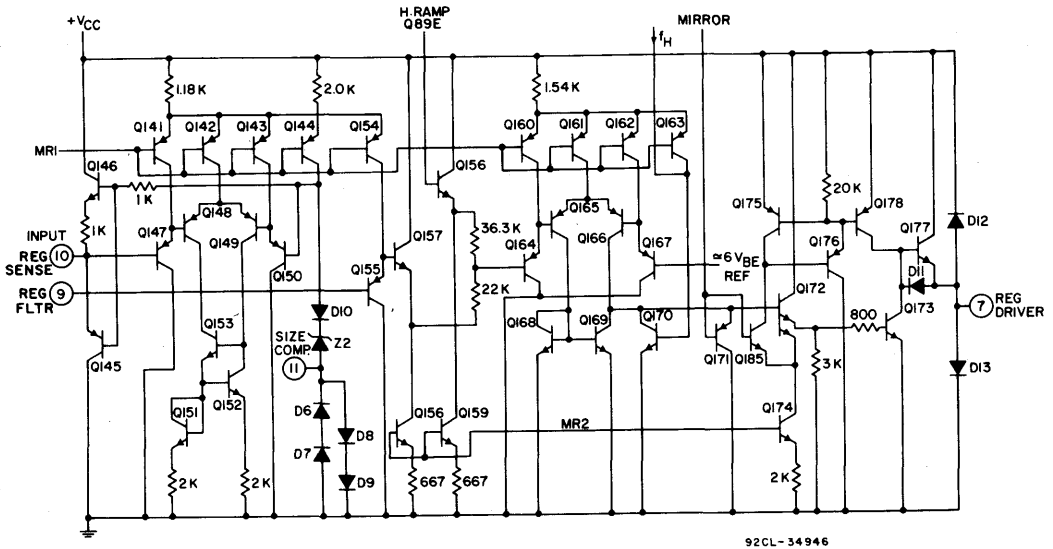 +VCC
H. RAMP
Q89E
fH
MIRROR
1.18K
2.0K
1.54K
Q141
Q142
Q143
Q144
Q154
Q160
Q161
Q162
Q163
MR1
Q146
1K
Q156
20K
Q175
Q178
Q177
D12
1K
Q148
Q147
Q149
Q150
Q157
36.3K
Q165
Q164
Q166
Q167
≃6 VBE
REF
Q176
D11
INPUT
REG
SENSE
10
REG
FLTR
9
Q155
22K
Q172
Q173
7
REG
DRIVER
D10
SIZE
COMP.
Z2
11
Q153
Q168
Q169
Q170
Q171
Q185
800
3K
D13
Q145
Q151
Q152
D6
D7
D8
D9
Q156
Q159
MR2
Q174
2K
2K
667
667
2K
92CL-34946